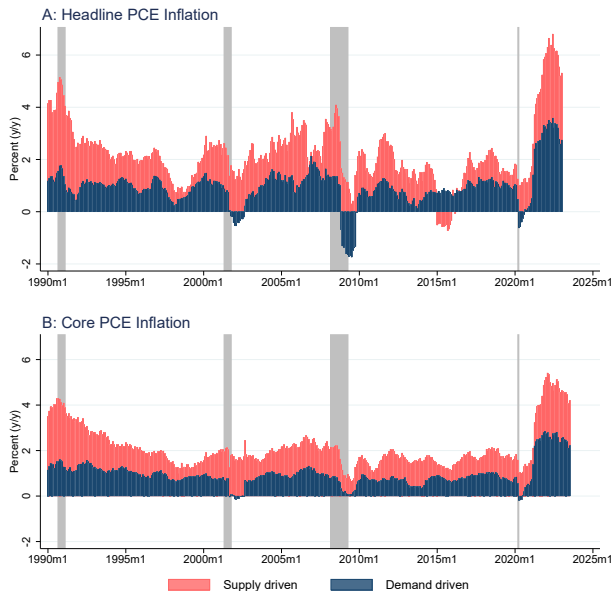 A: Headline PCE Inflation
Percent (y/y)
6
4
2
0
-2
1990m1 1995m1 2000m1 2005m1 2010m1 2015m1 2020m1 2025m1
B: Core PCE Inflation
Percent (y/y)
6
4
2
0
-2
1990m1 1995m1 2000m1 2005m1 2010m1 2015m1 2020m1 2025m1
Supply driven Demand driven